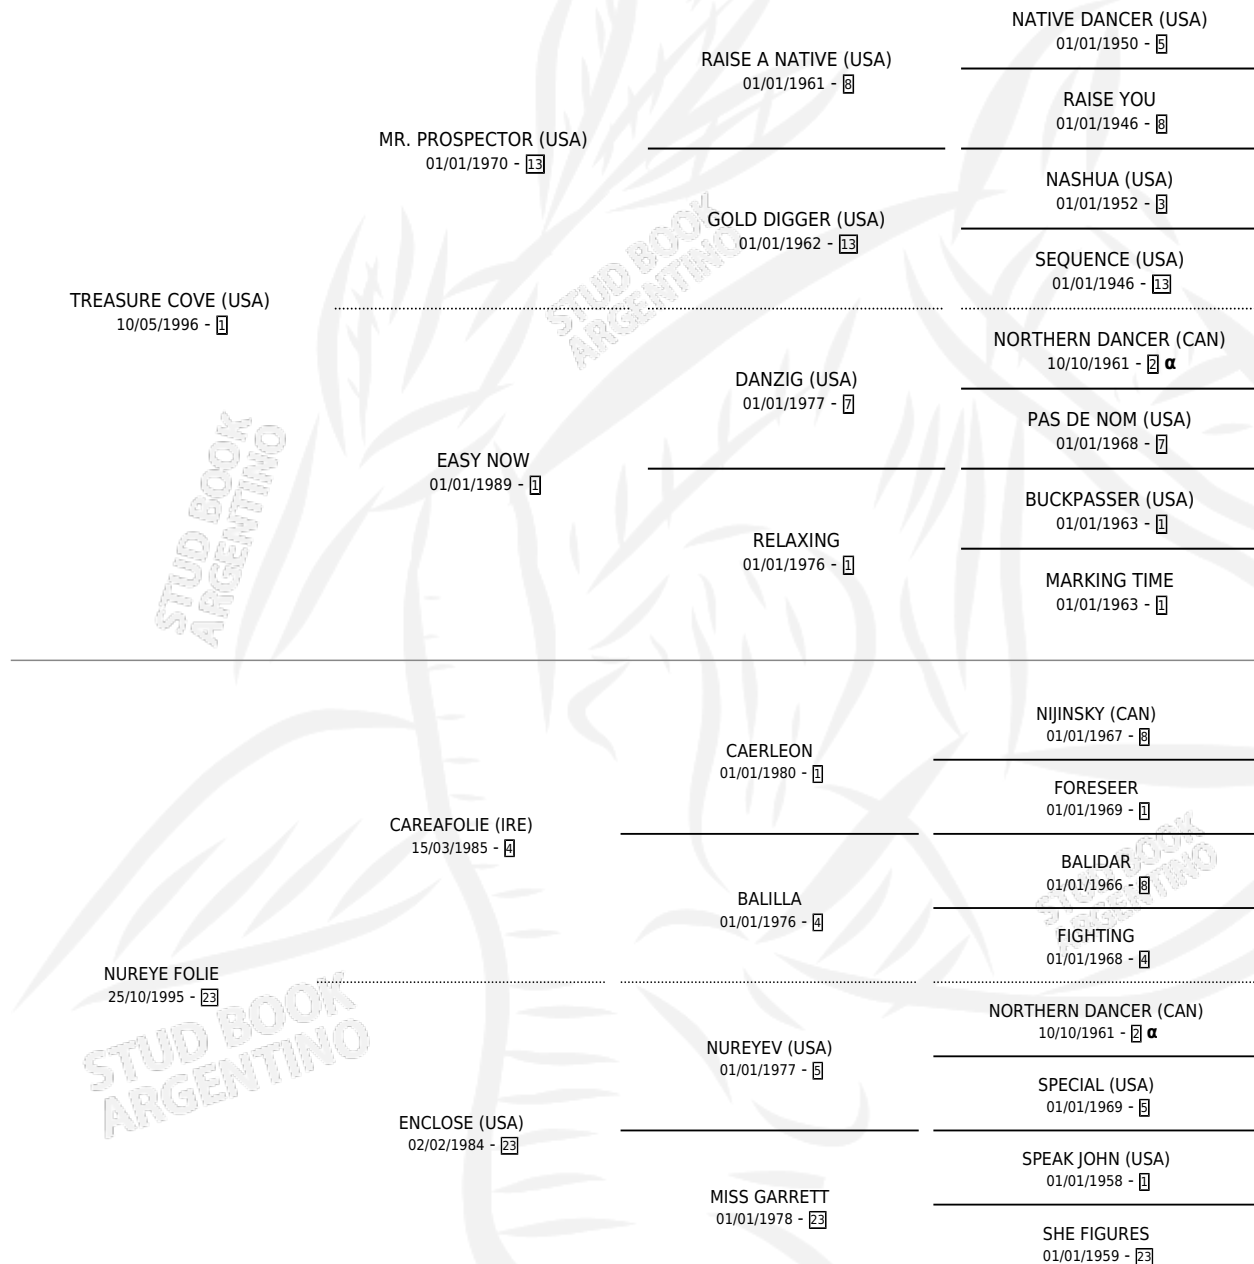 NATIVE DANCER (USA)
01/01/1950 - 5
RAISE A NATIVE (USA)
01/01/1961 - 8
RAISE YOU
01/01/1946 - 8
MR. PROSPECTOR (USA)
01/01/1970 - 13
NASHUA (USA)
01/01/1952 - 3
GOLD DIGGER (USA)
01/01/1962 - 13
SEQUENCE (USA)
01/01/1946 - 13
TREASURE COVE (USA)
10/05/1996 - 1
NORTHERN DANCER (CAN)
10/10/1961 - 2 α
DANZIG (USA)
01/01/1977 - 7
PAS DE NOM (USA)
01/01/1968 - 7
EASY NOW
01/01/1989 - 1
BUCKPASSER (USA)
01/01/1963 - 1
RELAXING
01/01/1976 - 1
MARKING TIME
01/01/1963 - 1
NIJINSKY (CAN)
01/01/1967 - 8
CAERLEON
01/01/1980 - 1
FORESEER
01/01/1969 - 1
CAREAFOLIE (IRE)
15/03/1985 - 4
BALIDAR
01/01/1966 - 8
BALILLA
01/01/1976 - 4
FIGHTING
01/01/1968 - 4
NUREYE FOLIE
25/10/1995 - 23
NORTHERN DANCER (CAN)
10/10/1961 - 2 α
NUREYEV (USA)
01/01/1977 - 5
SPECIAL (USA)
01/01/1969 - 5
ENCLOSE (USA)
02/02/1984 - 23
SPEAK JOHN (USA)
01/01/1958 - 1
MISS GARRETT
01/01/1978 - 23
SHE FIGURES
01/01/1959 - 23
STUD BOOK
ARGENTINO
STUD BOOK
ARGENTINO
STUD BOOK
ARGENTINO
STUD BOOK
ARGENTINO